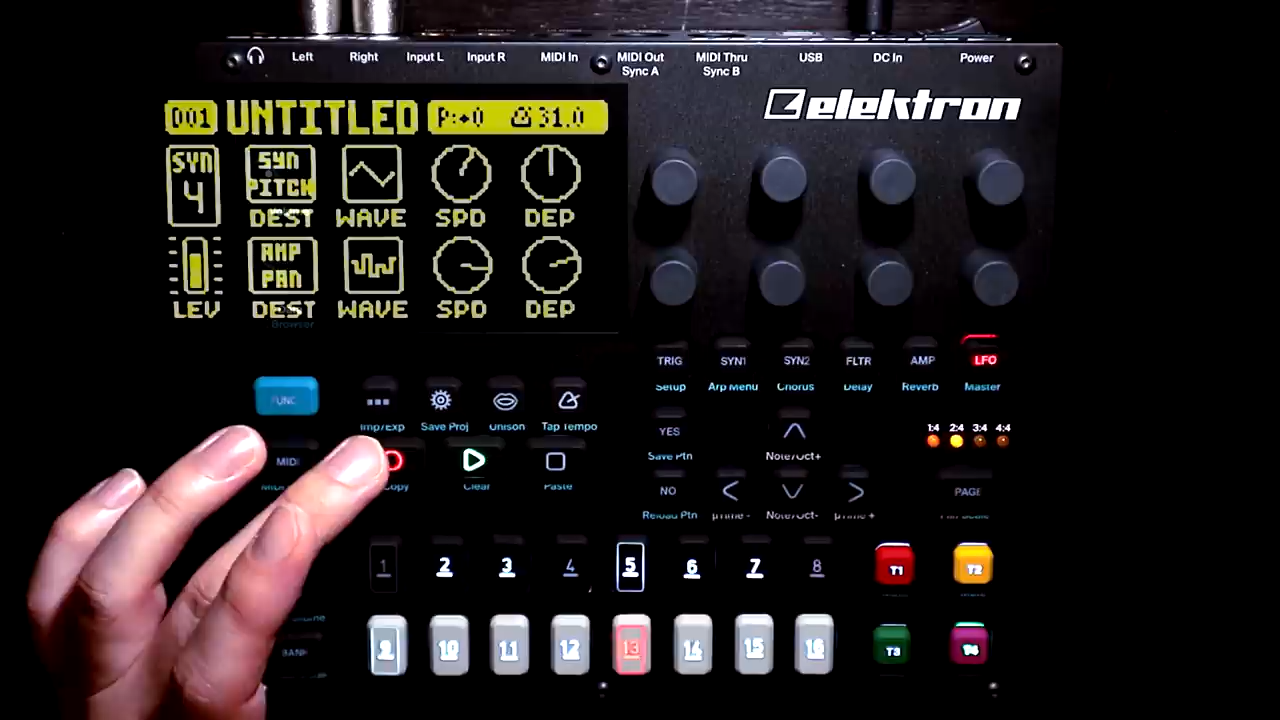 Left Right Input L Input R MIDI In MIDI Out MIDI Thru USB DC In Power
Sync A Sync B
elektron
001 UNTITLED P:+0 31.0
SYN
4
SYN
PITCH
DEST WAVE SPD DEP
AMP
PAN
LEV DEST WAVE SPD DEP
Browser
TRIG SYN1 SYN2 FLTR AMP LFO
Setup Arp Menu Chorus Delay Reverb Master
FUNC
Imp/Exp Save Proj Unison Tap Tempo
YES
Save Ptn Note/Oct+
1:4 2:4 3:4 4:4
MIDI
Copy Clear Paste
NO PAGE
Reload Ptn μTime - Note/Oct- μTime +
1 2 3 4 5 6 7 8 T1 T2
9 10 11 12 13 14 15 16 T3 T4
BANK